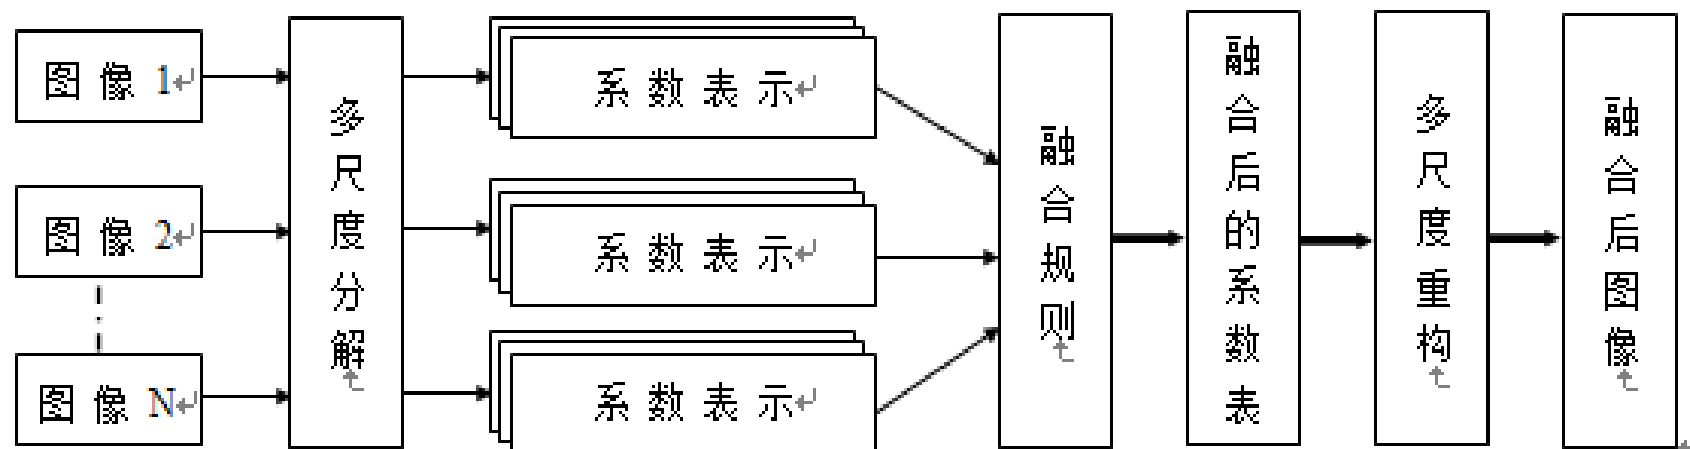 图像 1
图像 2
图像 N
多尺度分解
系数表示
系数表示
系数表示
融合规则
融合后的系数表
多尺度重构
融合后图像